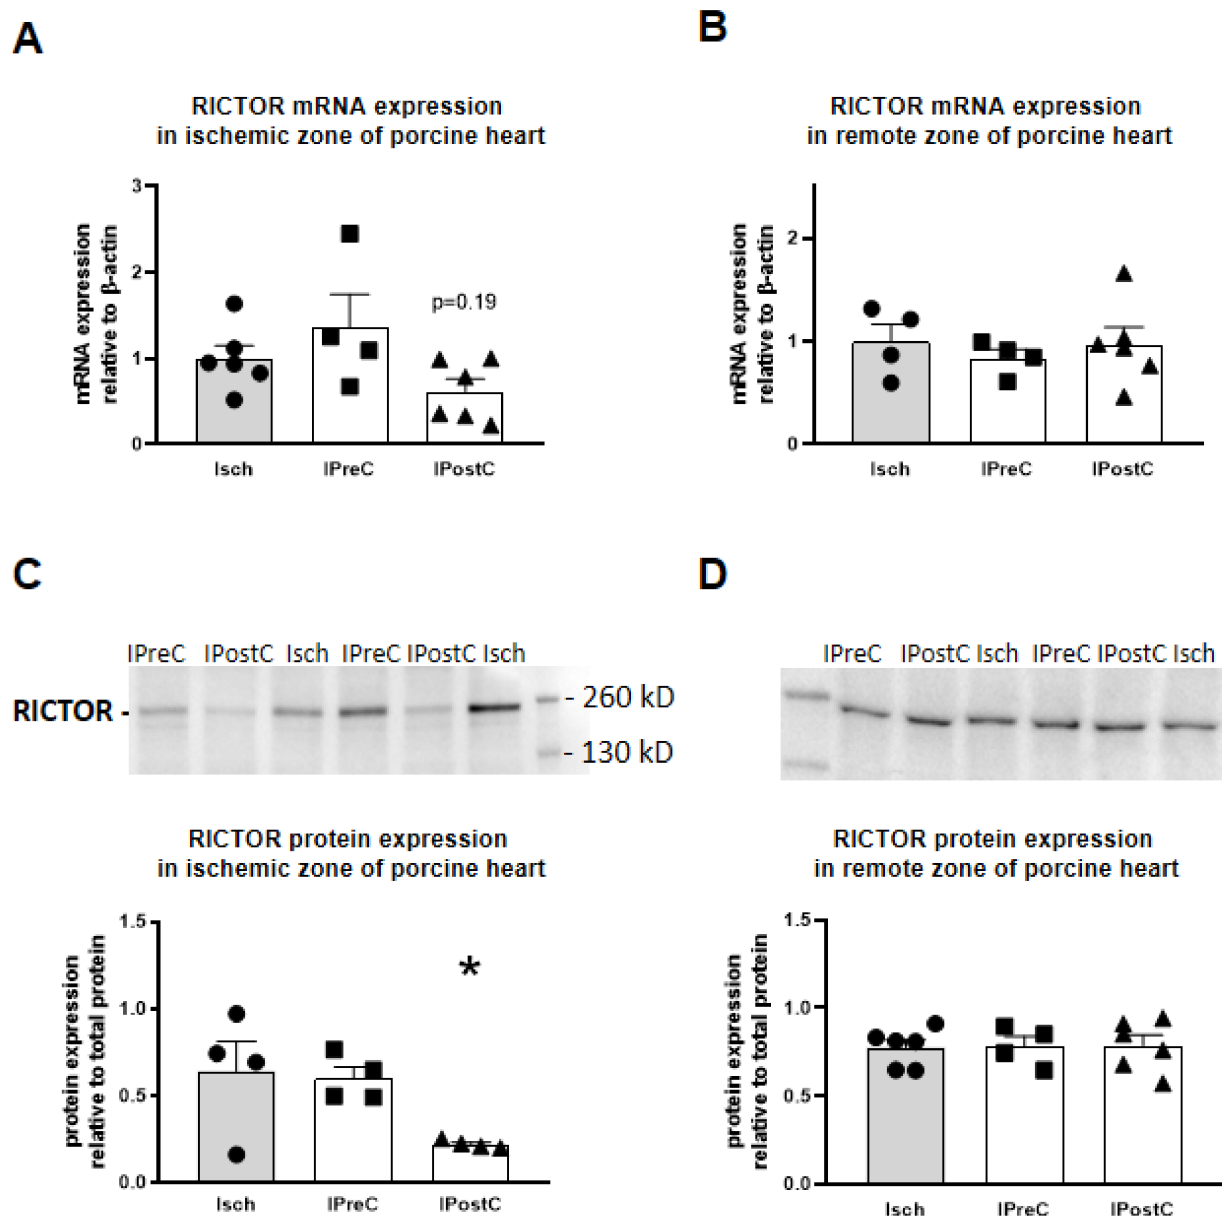 A
RICTOR mRNA expression
in ischemic zone of porcine heart
mRNA expression
relative to β-actin
3
2
1
0
p=0.19
Isch IPreC IPostC
B
RICTOR mRNA expression
in remote zone of porcine heart
mRNA expression
relative to β-actin
2
1
0
Isch IPreC IPostC
C
IPreC IPostC Isch IPreC IPostC Isch
RICTOR -
- 260 kD
- 130 kD
RICTOR protein expression
in ischemic zone of porcine heart
protein expression
relative to total protein
1.5
1.0
0.5
0.0
*
Isch IPreC IPostC
D
IPreC IPostC Isch IPreC IPostC Isch
RICTOR protein expression
in remote zone of porcine heart
protein expression
relative to total protein
1.5
1.0
0.5
0.0
Isch IPreC IPostC